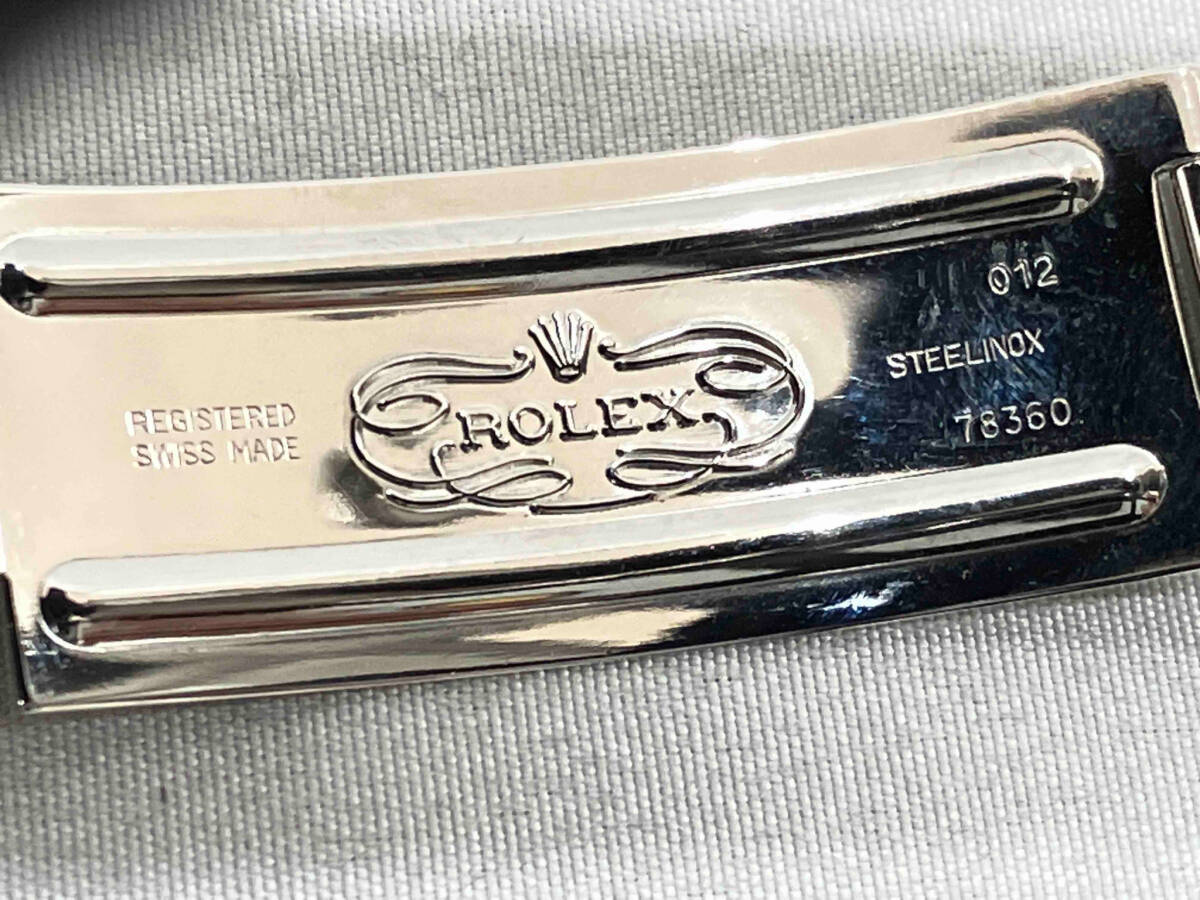 REGISTERED
SWISS MADE
ROLEX
012
STEELINOX
78360